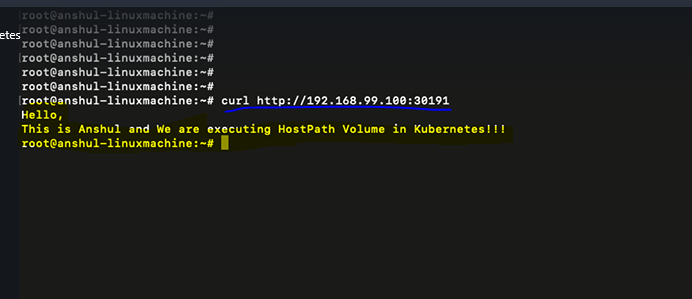 root@anshul-linuxmachine:~#
root@anshul-linuxmachine:~#
etes
root@anshul-linuxmachine:~#
root@anshul-linuxmachine:~#
root@anshul-linuxmachine:~#
root@anshul-linuxmachine:~#
root@anshul-linuxmachine:~# curl http://192.168.99.100:30191
Hello,
This is Anshul and We are executing HostPath Volume in Kubernetes!!!
root@anshul-linuxmachine:~#